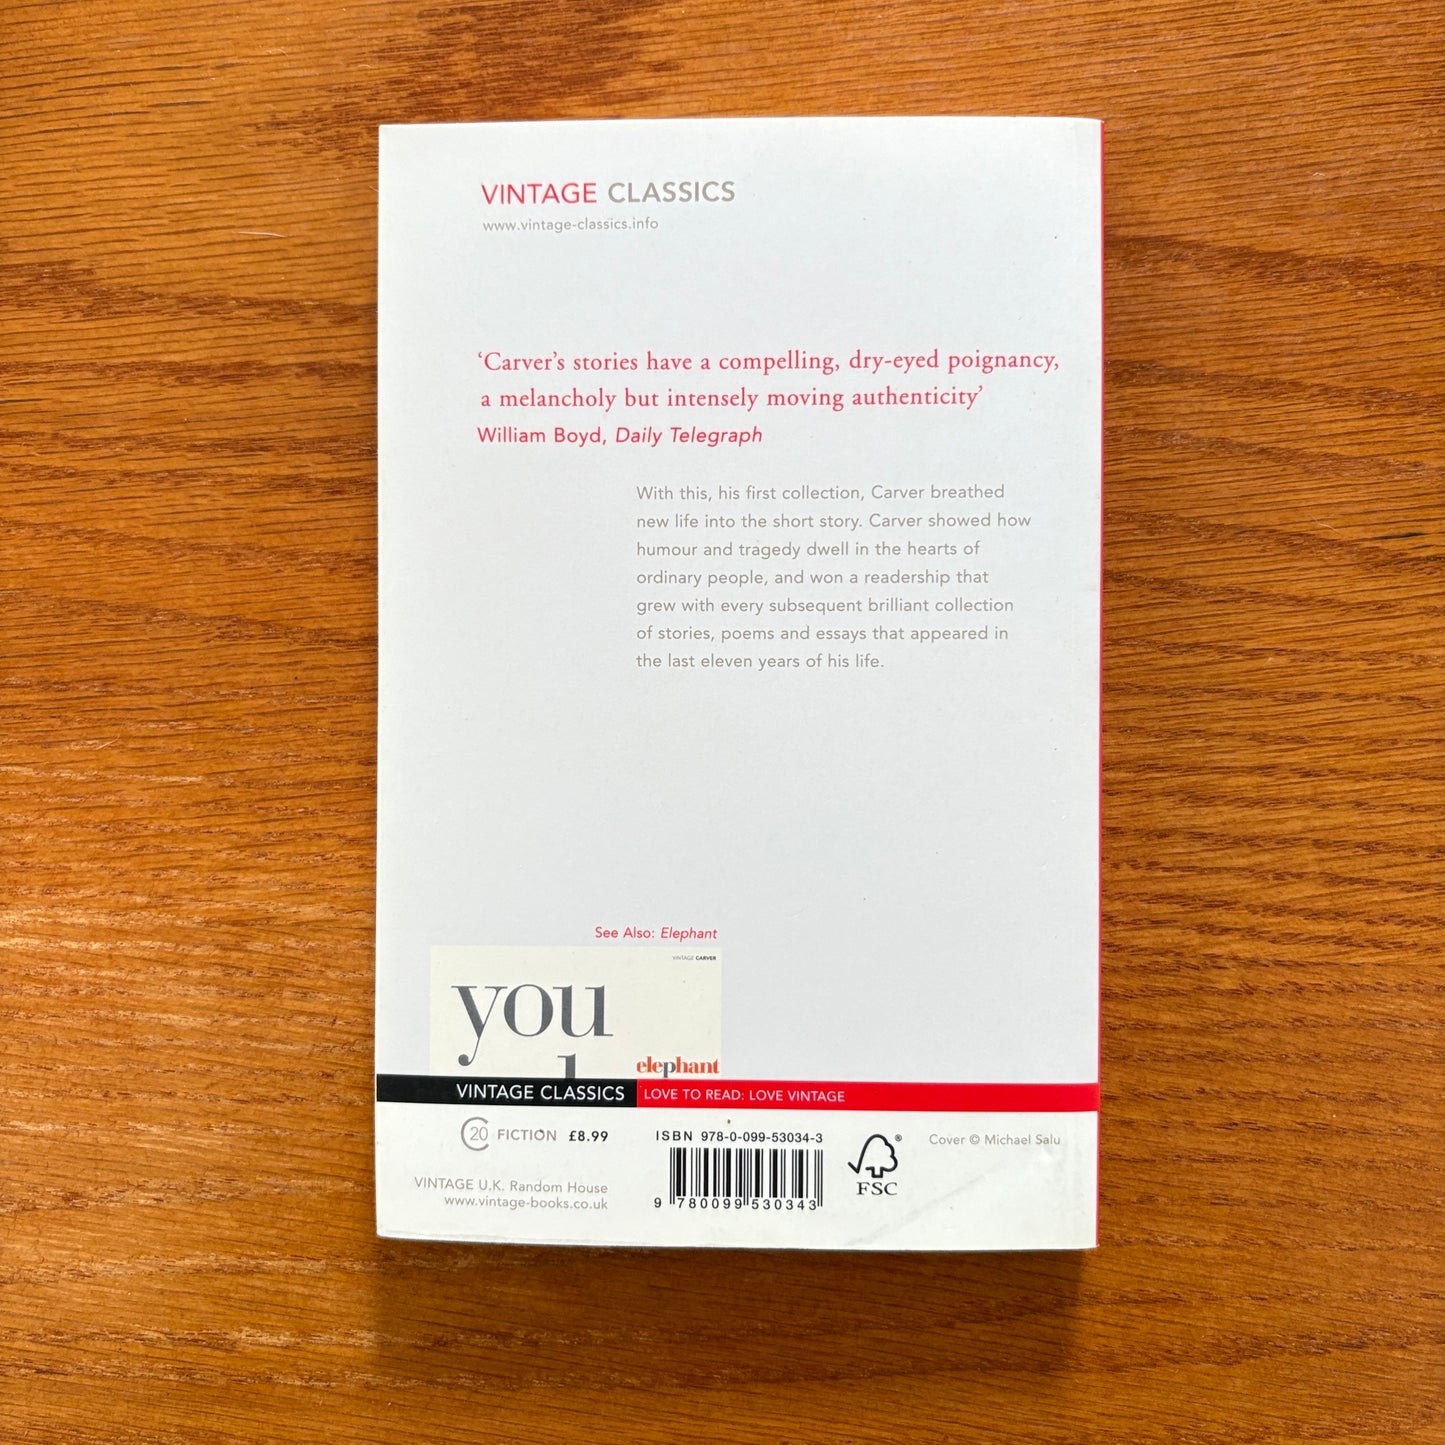 VINTAGE CLASSICS
www.vintage-classics.info
‘Carver’s stories have a compelling, dry-eyed poignancy,
a melancholy but intensely moving authenticity’
William Boyd, Daily Telegraph
With this, his first collection, Carver breathed
new life into the short story. Carver showed how
humour and tragedy dwell in the hearts of
ordinary people, and won a readership that
grew with every subsequent brilliant collection
of stories, poems and essays that appeared in
the last eleven years of his life.
See Also: Elephant
VINTAGE CARVER
you
elephant
VINTAGE CLASSICS LOVE TO READ: LOVE VINTAGE
C20 FICTION £8.99
VINTAGE U.K. Random House
www.vintage-books.co.uk
ISBN 978-0-099-53034-3
9 780099 530343
® FSC
Cover © Michael Salu